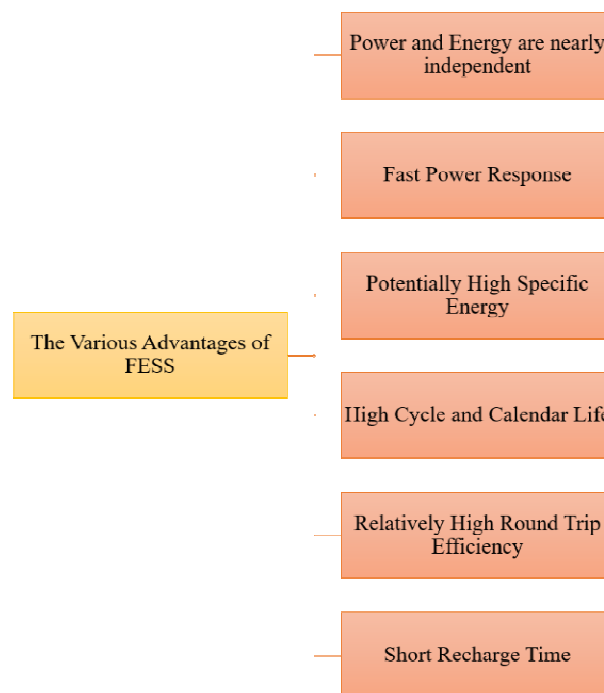 Power and Energy are nearly
independent
Fast Power Response
Potentially High Specific
Energy
The Various Advantages of
FESS
High Cycle and Calendar Life
Relatively High Round Trip
Efficiency
Short Recharge Time